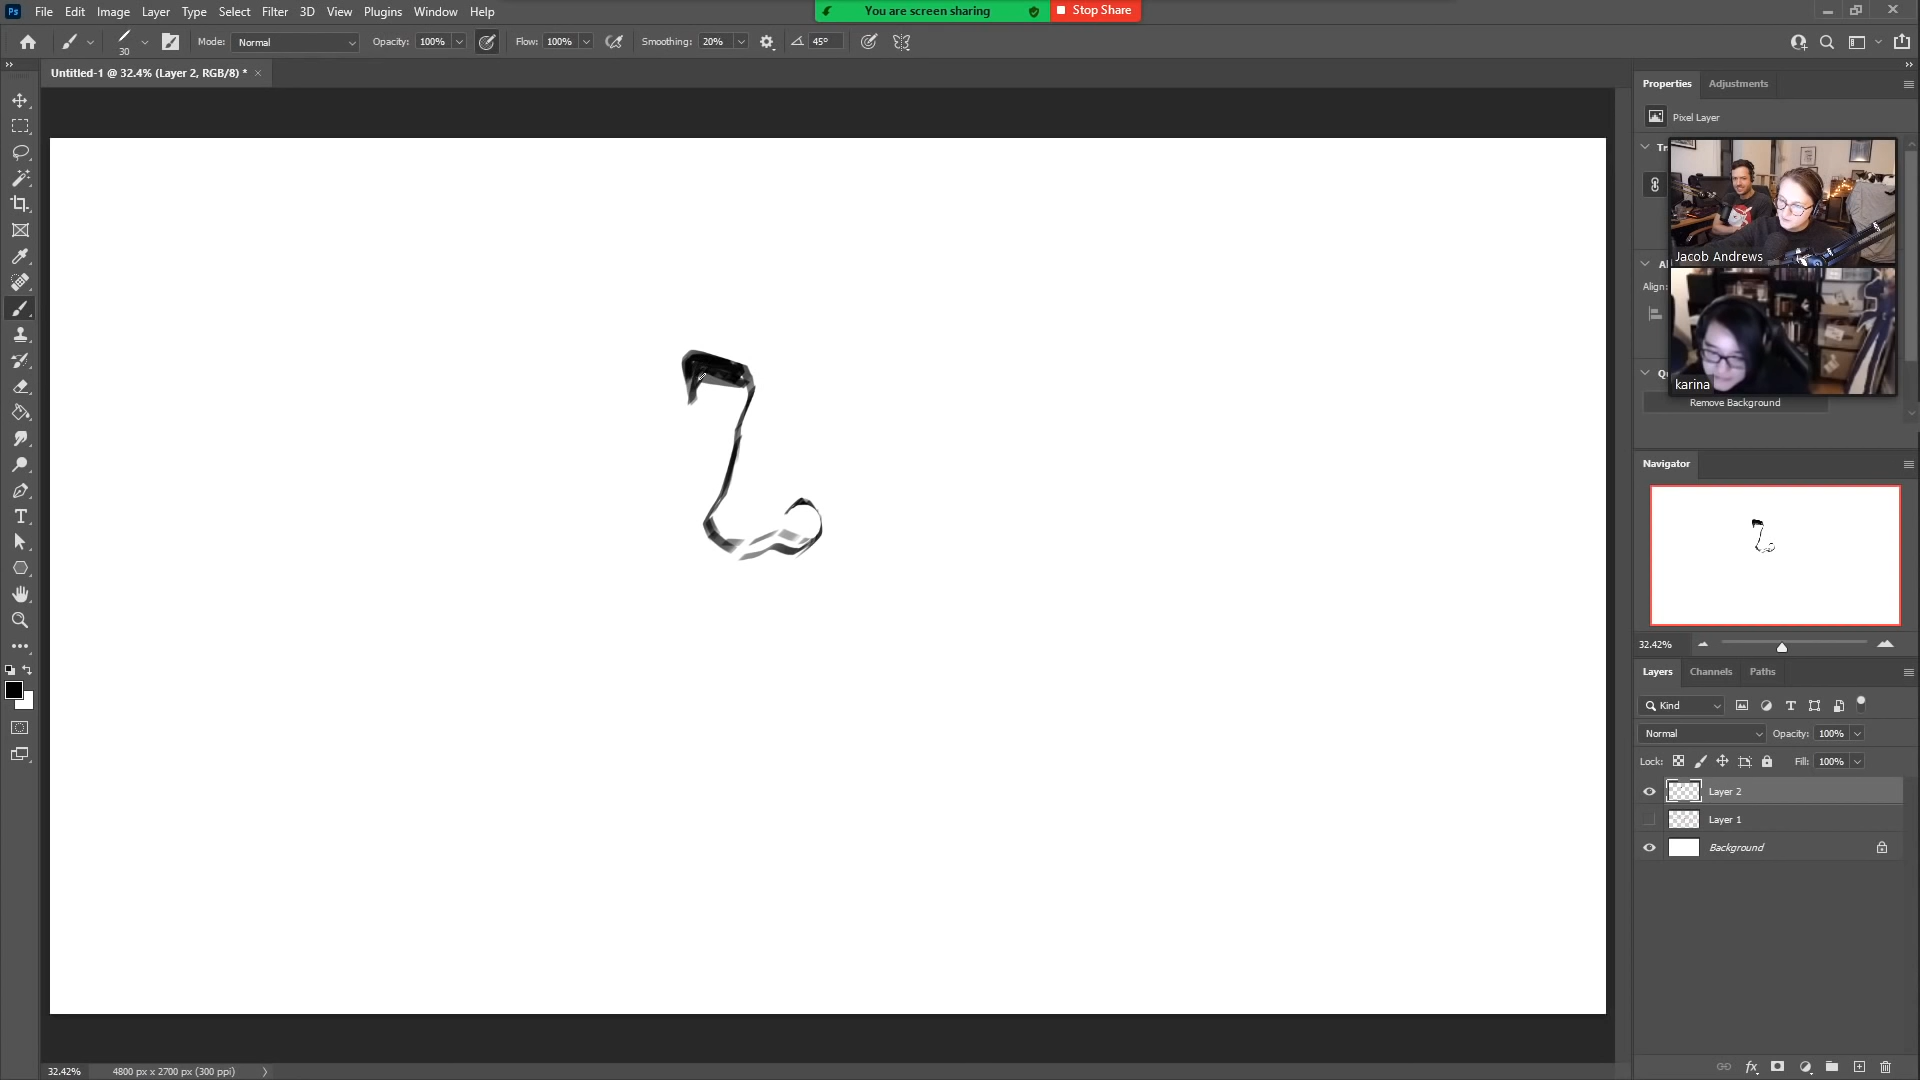 Ps File Edit Image Layer Type Select Filter 3D View Plugins Window Help
You are screen sharing Stop Share
30 Mode: Normal Opacity: 100% Flow: 100% Smoothing: 20% 45°
Untitled-1 @ 32.4% (Layer 2, RGB/8) * ×
Properties Adjustments
Pixel Layer
Tr
Jacob Andrews
Al
Align:
Q
karina
Remove Background
Navigator
32.42%
Layers Channels Paths
Kind
Normal Opacity: 100%
Lock: Fill: 100%
Layer 2
Layer 1
Background
32.42% 4800 px x 2700 px (300 ppi)